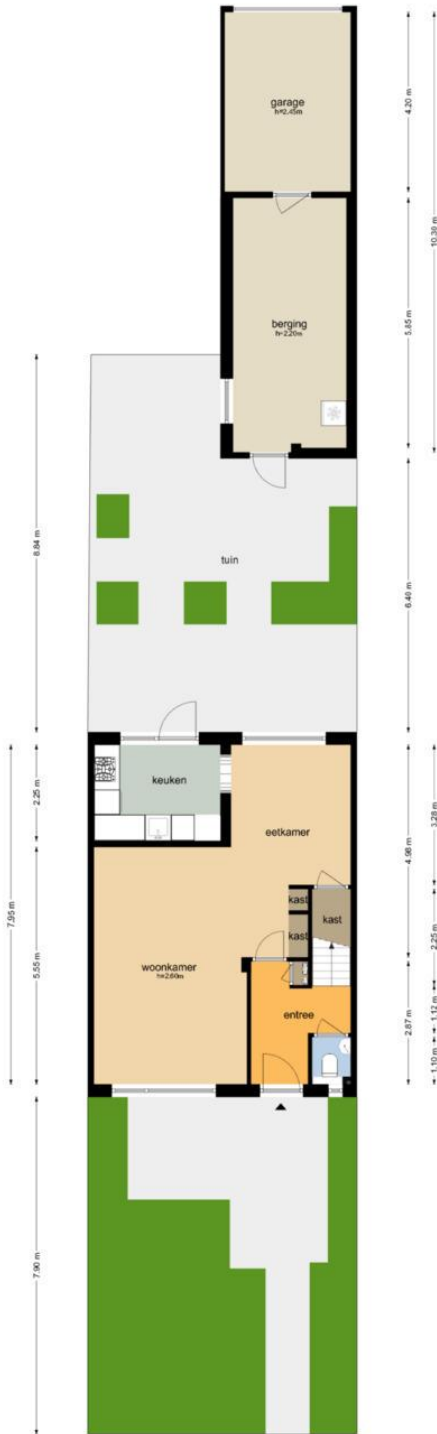 garage
h=2.45m
4.20 m
10.39 m
berging
h=2.20m
5.85 m
8.84 m
tuin
6.40 m
keuken
2.25 m
eetkamer
3.28 m
4.98 m
7.95 m
kast
kast
kast
2.25 m
woonkamer
h=2.60m
5.55 m
entree
1.12 m
2.87 m
1.10 m
7.90 m